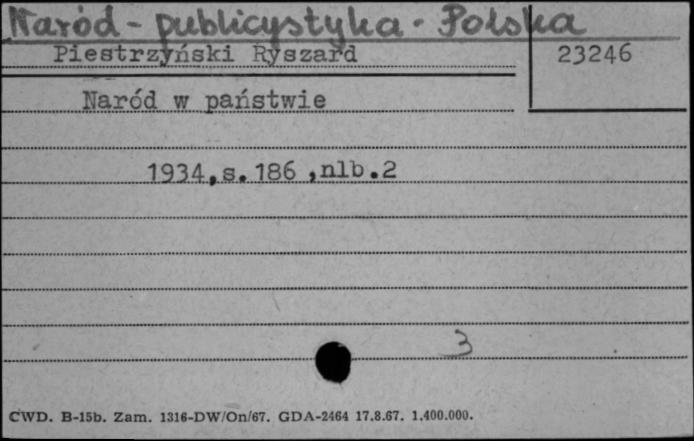 Naród - publicystyka - Polska
Piestrzyński Ryszard
23246
Naród w państwie
1934,s.186 ,nlb.2
3
CWD. B-15b. Zam. 1316-DW/On/67. GDA-2464 17.8.67. 1.400.000.